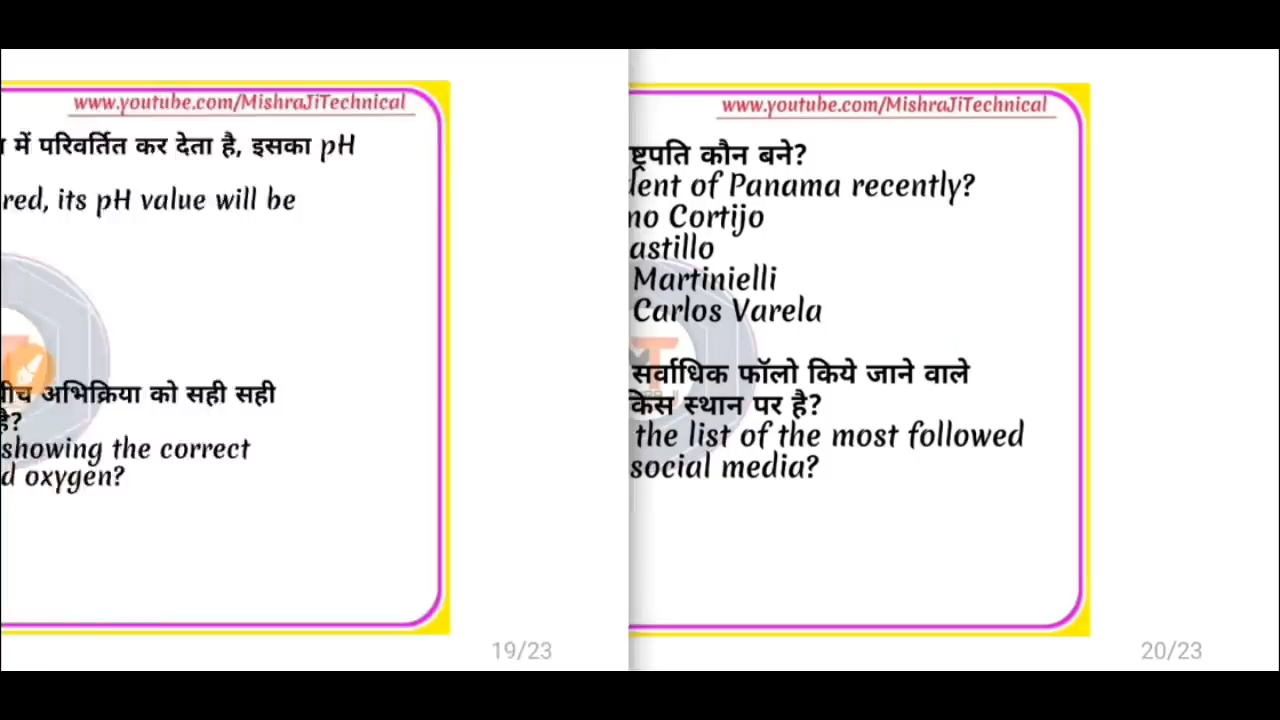 www.youtube.com/MishraJiTechnical
में परिवर्तित कर देता है, इसका pH
red, its pH value will be
अभिक्रिया को सही सही
है?
showing the correct
d oxygen?
19/23
www.youtube.com/MishraJiTechnical
ष्ट्रपति कौन बने?
dent of Panama recently?
no Cortijo
astillo
Martinielli
Carlos Varela
सर्वाधिक फॉलो किये जाने वाले
किस स्थान पर है?
the list of the most followed
social media?
20/23